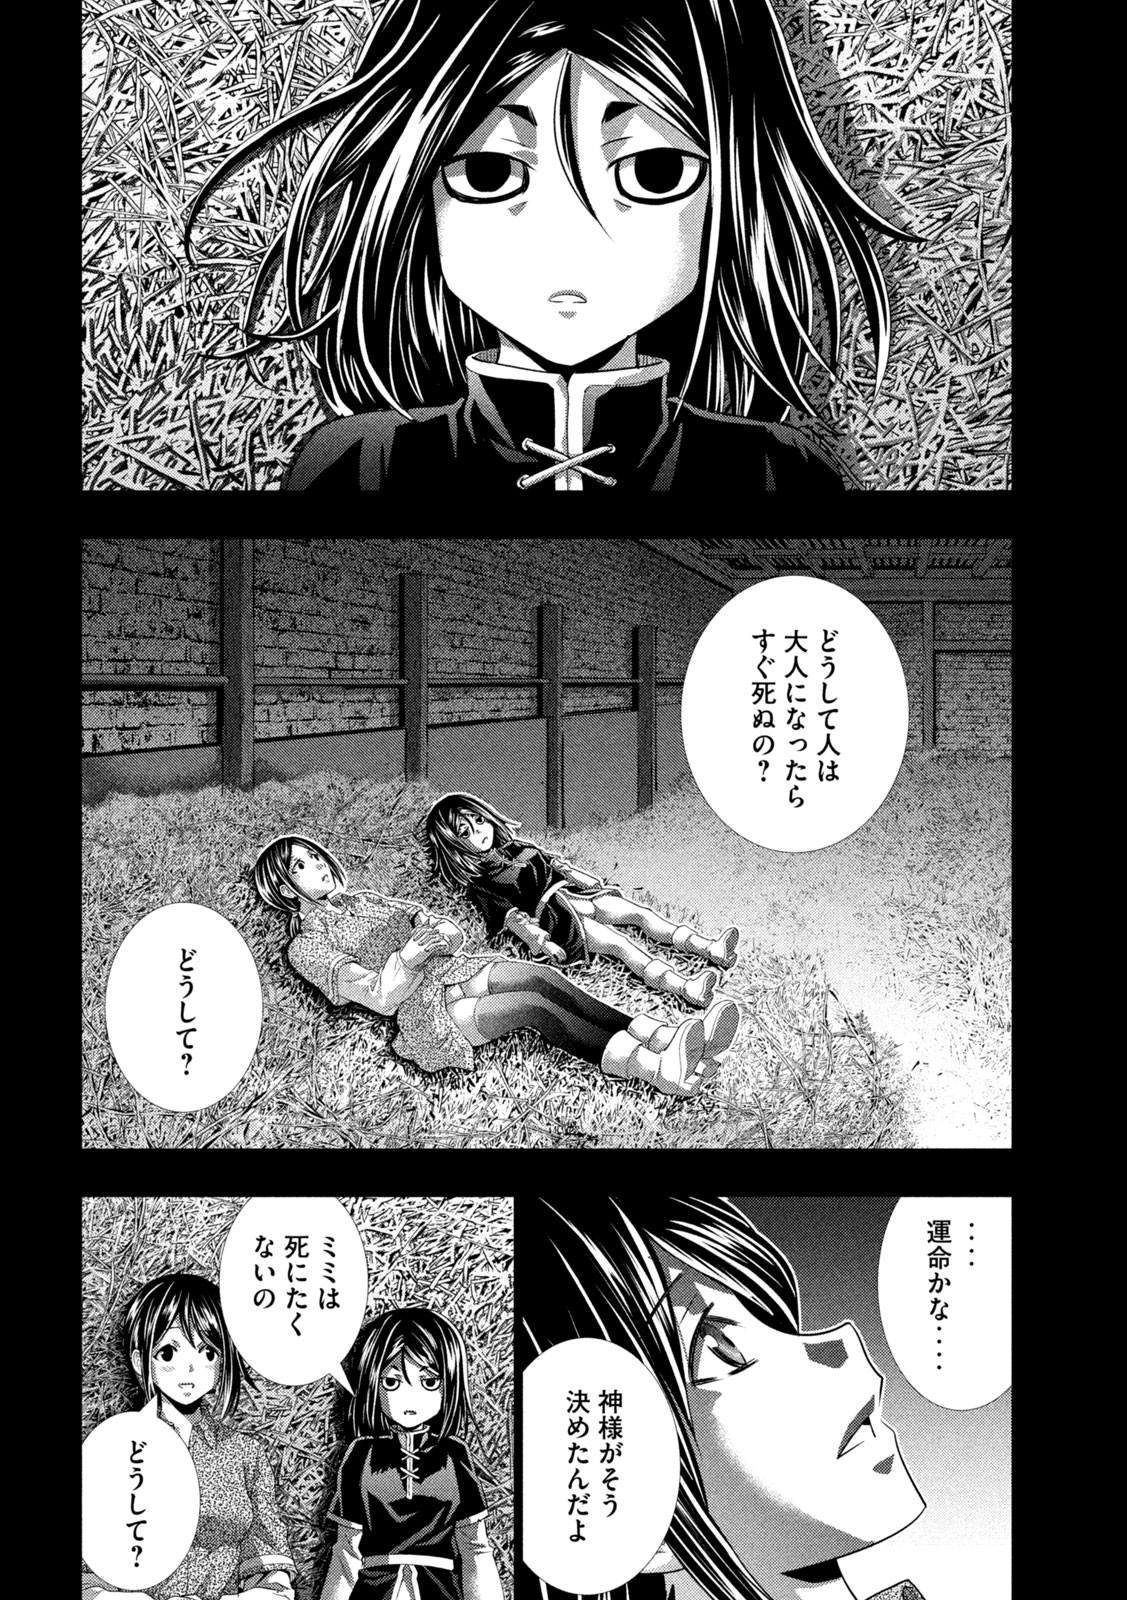 どうして人は
大人になったら
すぐ死ぬの？
どうして？
‥‥
運命かな‥‥
神様がそう
決めたんだよ
ミミは
死にたく
ないの
どうして？